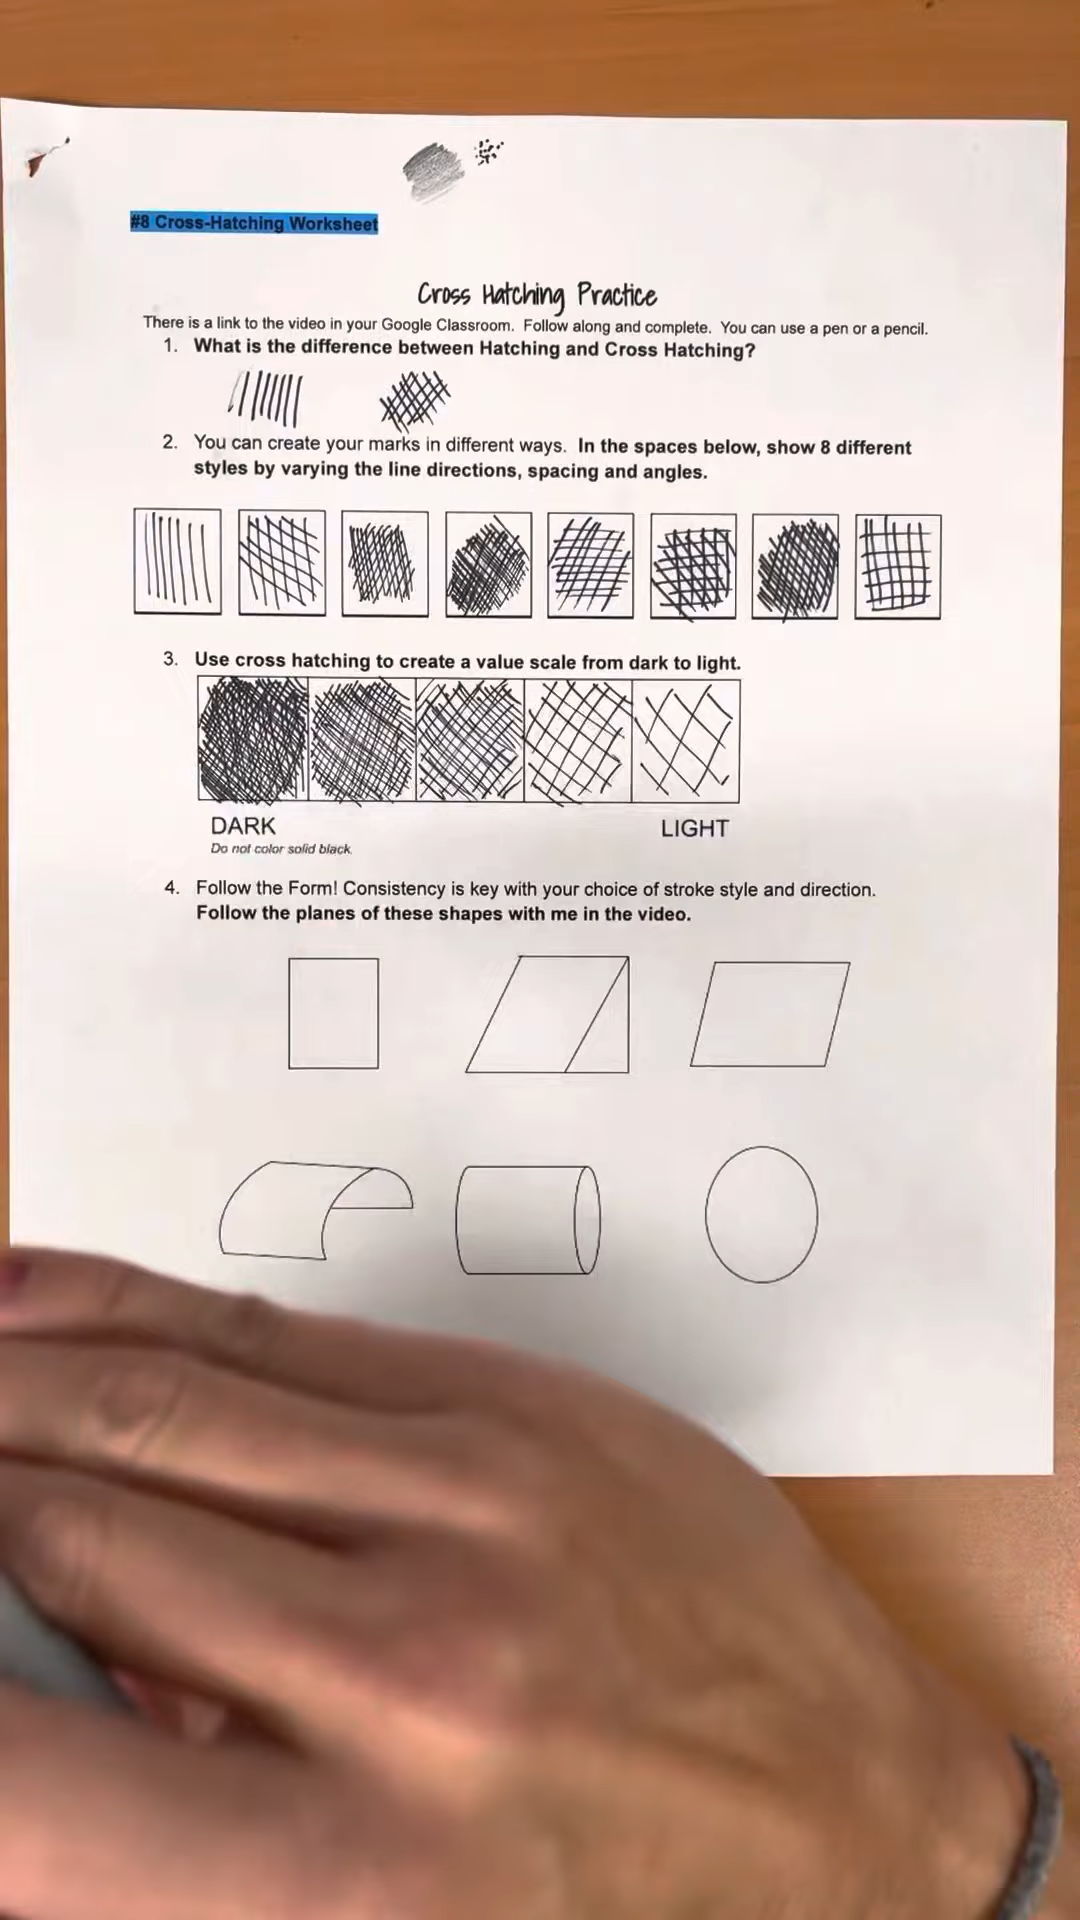 #8 Cross-Hatching Worksheet
Cross Hatching Practice
There is a link to the video in your Google Classroom. Follow along and complete. You can use a pen or a pencil.
1. What is the difference between Hatching and Cross Hatching?
2. You can create your marks in different ways. In the spaces below, show 8 different
styles by varying the line directions, spacing and angles.
3. Use cross hatching to create a value scale from dark to light.
DARK LIGHT
Do not color solid black.
4. Follow the Form! Consistency is key with your choice of stroke style and direction.
Follow the planes of these shapes with me in the video.